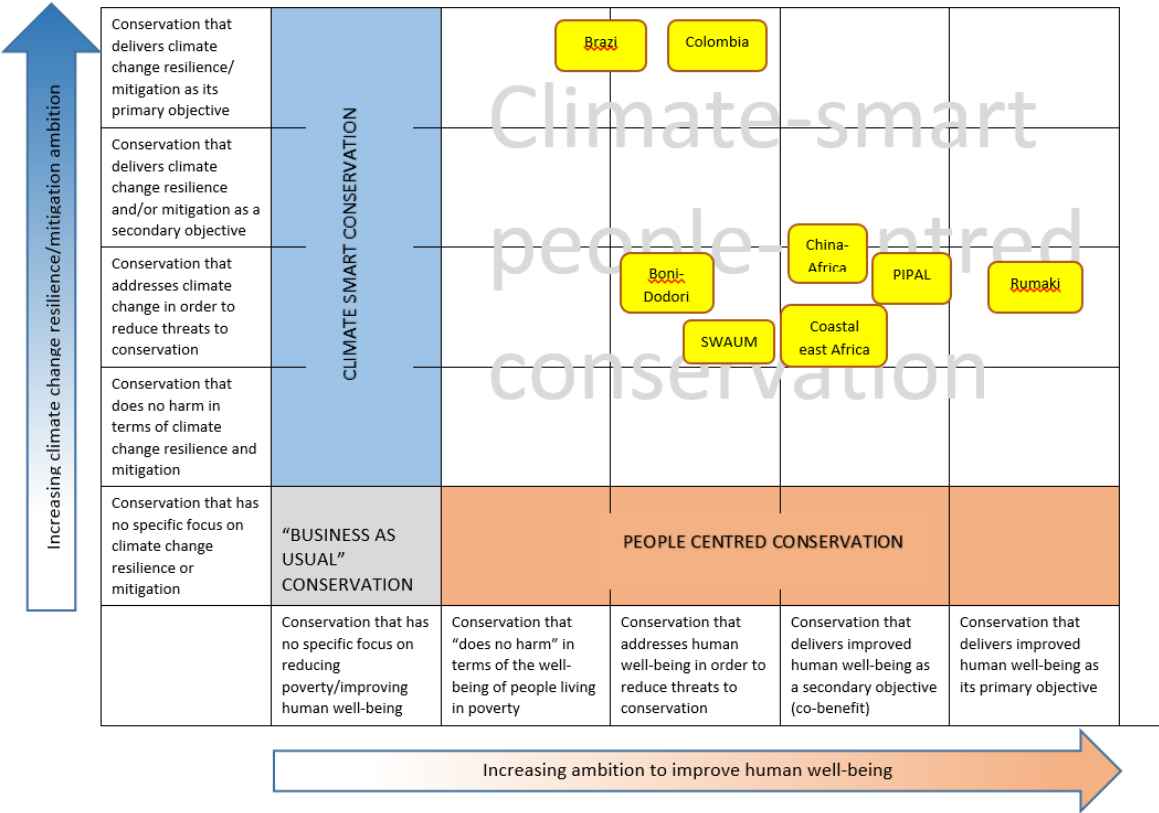 Increasing climate change resilience/mitigation ambition
Conservation that
delivers climate
change resilience/
mitigation as its
primary objective
Conservation that
delivers climate
change resilience
and/or mitigation as a
secondary objective
Conservation that
addresses climate
change in order to
reduce threats to
conservation
Conservation that
does no harm in
terms of climate
change resilience and
mitigation
Conservation that has
no specific focus on
climate change
resilience or
mitigation
CLIMATE SMART CONSERVATION
Climate-smart
people-centred
conservation
Brazi
Colombia
China-
Africa
Boni-
Dodori
PIPAL
Rumaki
SWAUM
Coastal
east Africa
“BUSINESS AS
USUAL”
CONSERVATION
PEOPLE CENTRED CONSERVATION
Conservation that has
no specific focus on
reducing
poverty/improving
human well-being
Conservation that
“does no harm” in
terms of the well-
being of people living
in poverty
Conservation that
addresses human
well-being in order to
reduce threats to
conservation
Conservation that
delivers improved
human well-being as
a secondary objective
(co-benefit)
Conservation that
delivers improved
human well-being as
its primary objective
Increasing ambition to improve human well-being